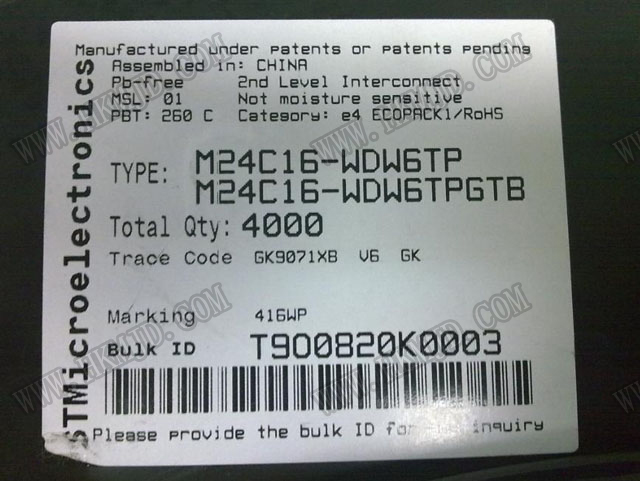 STMicroelectronics
Manufactured under patents or patents pending
Assembled in: CHINA
Pb-free 2nd Level Interconnect
MSL: 01 Not moisture sensitive
PBT: 260 C Category: e4 ECOPACK1/RoHS
TYPE: M24C16-WDW6TP
M24C16-WDW6TPGTB
Total Qty: 4000
Trace Code GK9071XB V6 GK
Marking 416WP
Bulk ID T900820K0003
Please provide the bulk ID for inquiry